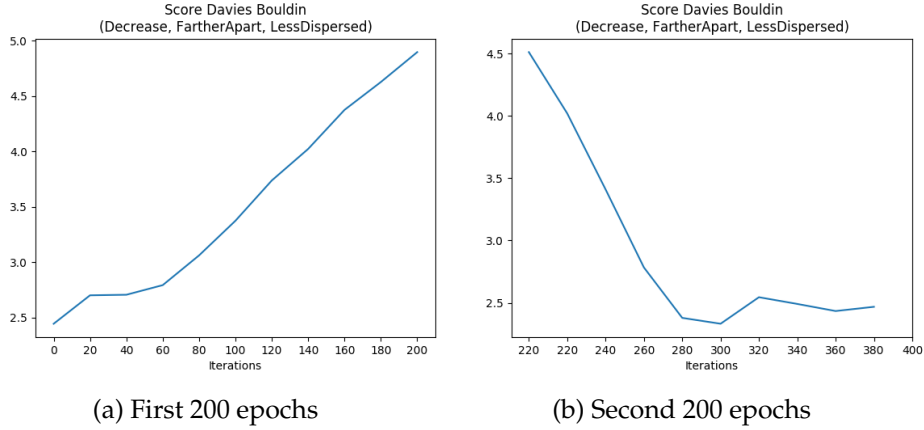 Score Davies Bouldin
(Decrease, FartherApart, LessDispersed)
5.0
4.5
4.0
3.5
3.0
2.5
0 20 40 60 80 100 120 140 160 180 200
Iterations
(a) First 200 epochs
Score Davies Bouldin
(Decrease, FartherApart, LessDispersed)
4.5
4.0
3.5
3.0
2.5
220 220 240 260 280 300 320 340 360 380 400
Iterations
(b) Second 200 epochs